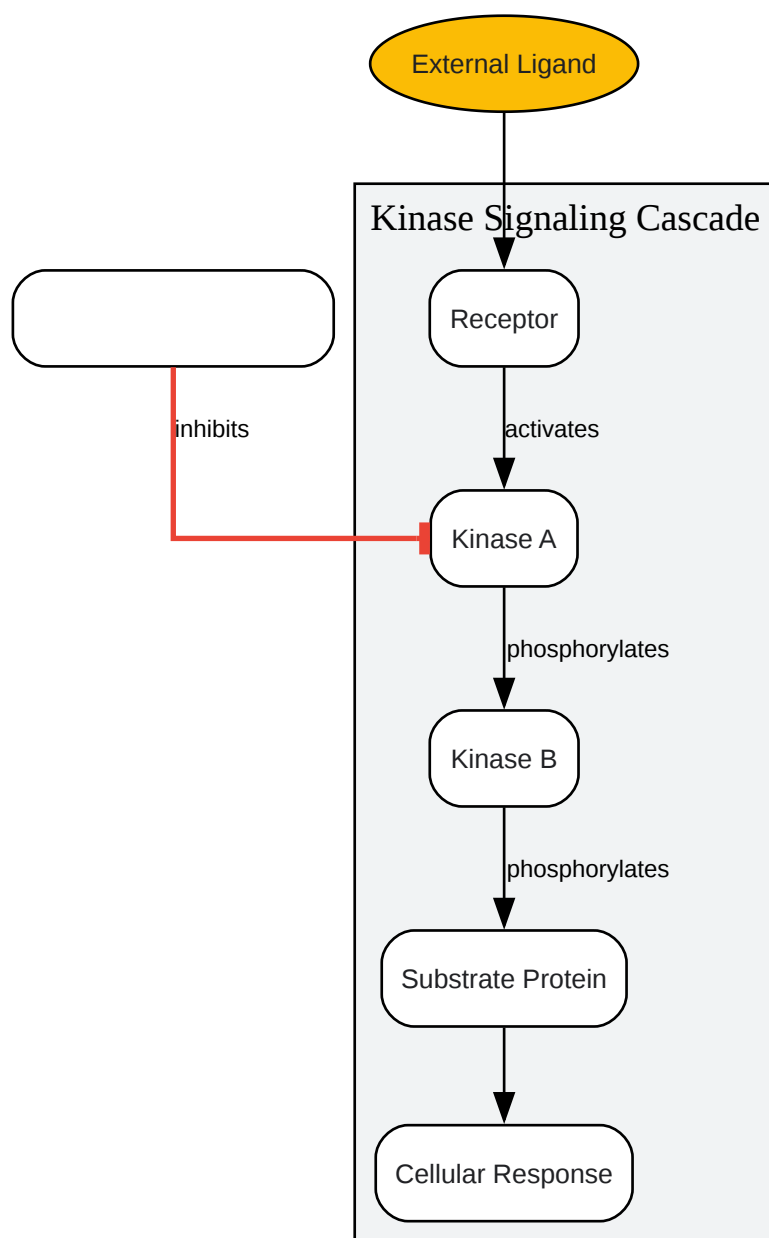 External Ligand
Kinase Signaling Cascade
Receptor
inhibits
activates
Kinase A
phosphorylates
Kinase B
phosphorylates
Substrate Protein
Cellular Response